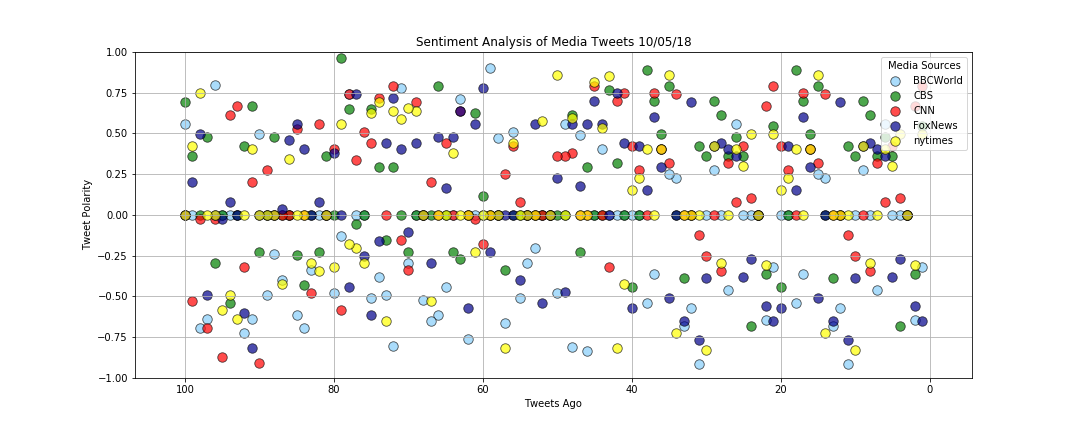 Sentiment Analysis of Media Tweets 10/05/18
1.00
0.75
0.50
0.25
0.00
−0.25
−0.50
−0.75
−1.00
Tweet Polarity
100
80
60
40
20
0
Tweets Ago
Media Sources
BBCWorld
CBS
CNN
FoxNews
nytimes